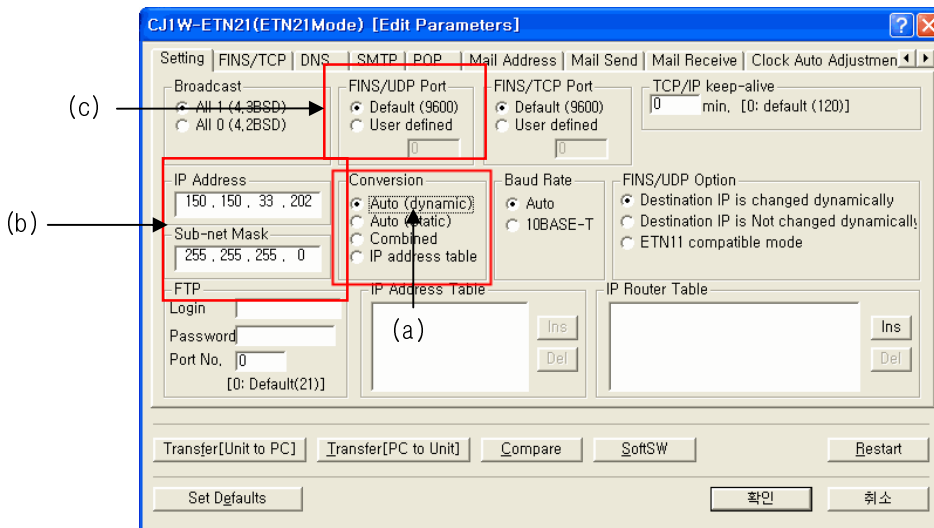 CJ1W-ETN21(ETN21Mode) [Edit Parameters]
Setting FINS/TCP DNS SMTP POP Mail Address Mail Send Mail Receive Clock Auto Adjustmen
Broadcast
All 1 (4,3BSD)
All 0 (4,2BSD)
FINS/UDP Port
Default (9600)
User defined
0
FINS/TCP Port
Default (9600)
User defined
0
TCP/IP keep-alive
0 min, [0: default (120)]
(c)
IP Address
150 . 150 . 33 . 202
Sub-net Mask
255 . 255 . 255 . 0
(b)
Conversion
Auto (dynamic)
Auto (static)
Combined
IP address table
(a)
Baud Rate
Auto
10BASE-T
FINS/UDP Option
Destination IP is changed dynamically
Destination IP is Not changed dynamically
ETN11 compatible mode
FTP
Login
Password
Port No, 0
[0: Default(21)]
IP Address Table
Ins
Del
IP Router Table
Ins
Del
Transfer[Unit to PC] Transfer[PC to Unit] Compare SoftSW Restart
Set Defaults 확인 취소